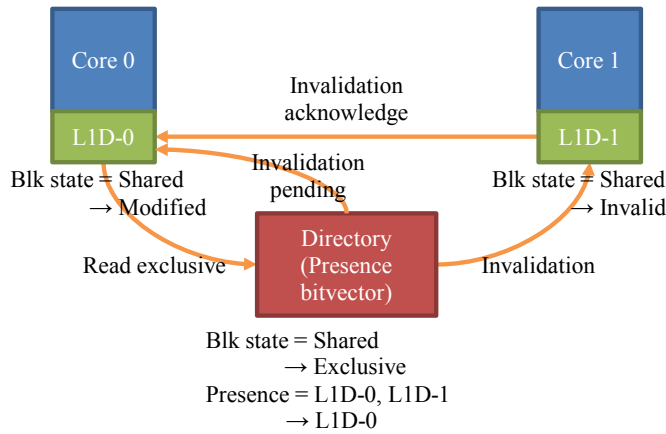 Core 0
Core 1
Invalidation
acknowledge
L1D-0
L1D-1
Invalidation
pending
Blk state = Shared
→ Modified
Blk state = Shared
→ Invalid
Directory
(Presence
bitvector)
Read exclusive
Invalidation
Blk state = Shared
→ Exclusive
Presence = L1D-0, L1D-1
→ L1D-0